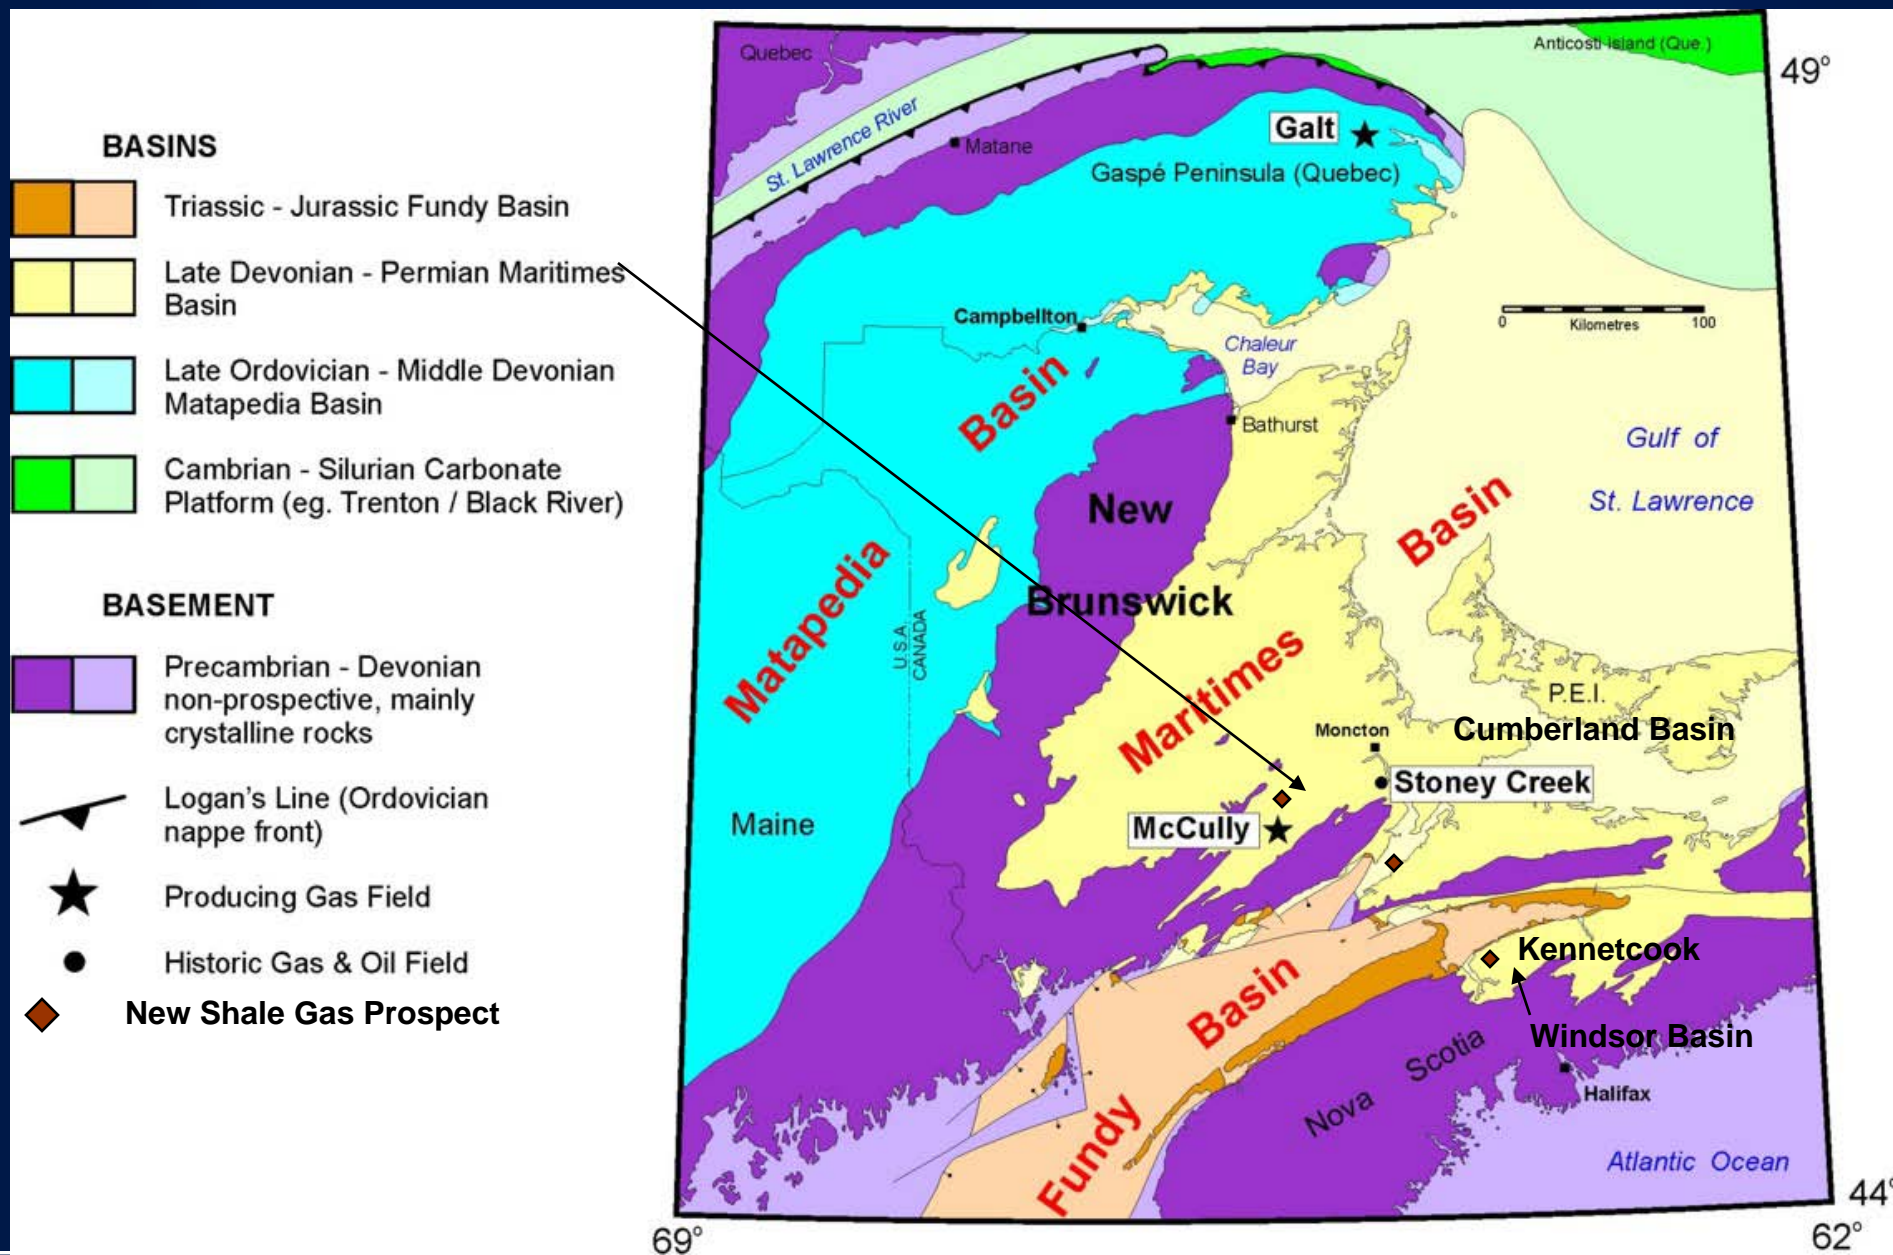 BASINS
Triassic - Jurassic Fundy Basin
Late Devonian - Permian Maritimes
Basin
Late Ordovician - Middle Devonian
Matapedia Basin
Cambrian - Silurian Carbonate
Platform (eg. Trenton / Black River)
BASEMENT
Precambrian - Devonian
non-prospective, mainly
crystalline rocks
Logan's Line (Ordovician
nappe front)
Producing Gas Field
Historic Gas & Oil Field
New Shale Gas Prospect
Quebec
Anticosti Island (Que.)
49°
St. Lawrence River
Matane
Galt
Gaspé Peninsula (Quebec)
Campbellton
0 Kilometres 100
Chaleur
Bay
Basin
Bathurst
Gulf of
St. Lawrence
New
Basin
Matapedia
Brunswick
U.S.A.
CANADA
Maritimes
P.E.I.
Moncton
Cumberland Basin
Stoney Creek
Maine
McCully
Kennetcook
Basin
Windsor Basin
Nova Scotia
Halifax
Fundy
Atlantic Ocean
44°
69°
62°